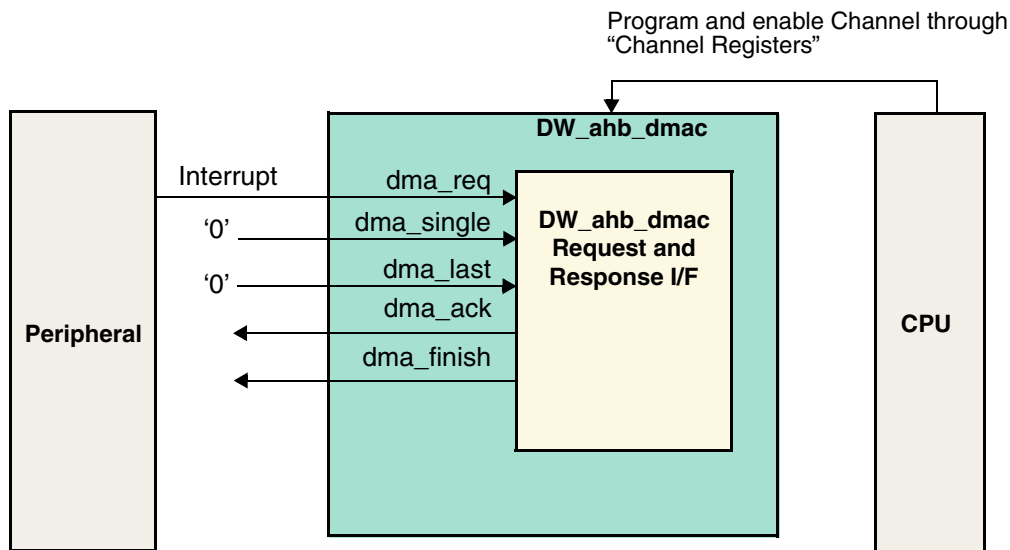 Program and enable Channel through
“Channel Registers”
DW_ahb_dmac
Interrupt
dma_req
‘0’
dma_single
‘0’
dma_last
dma_ack
dma_finish
DW_ahb_dmac
Request and
Response I/F
Peripheral
CPU